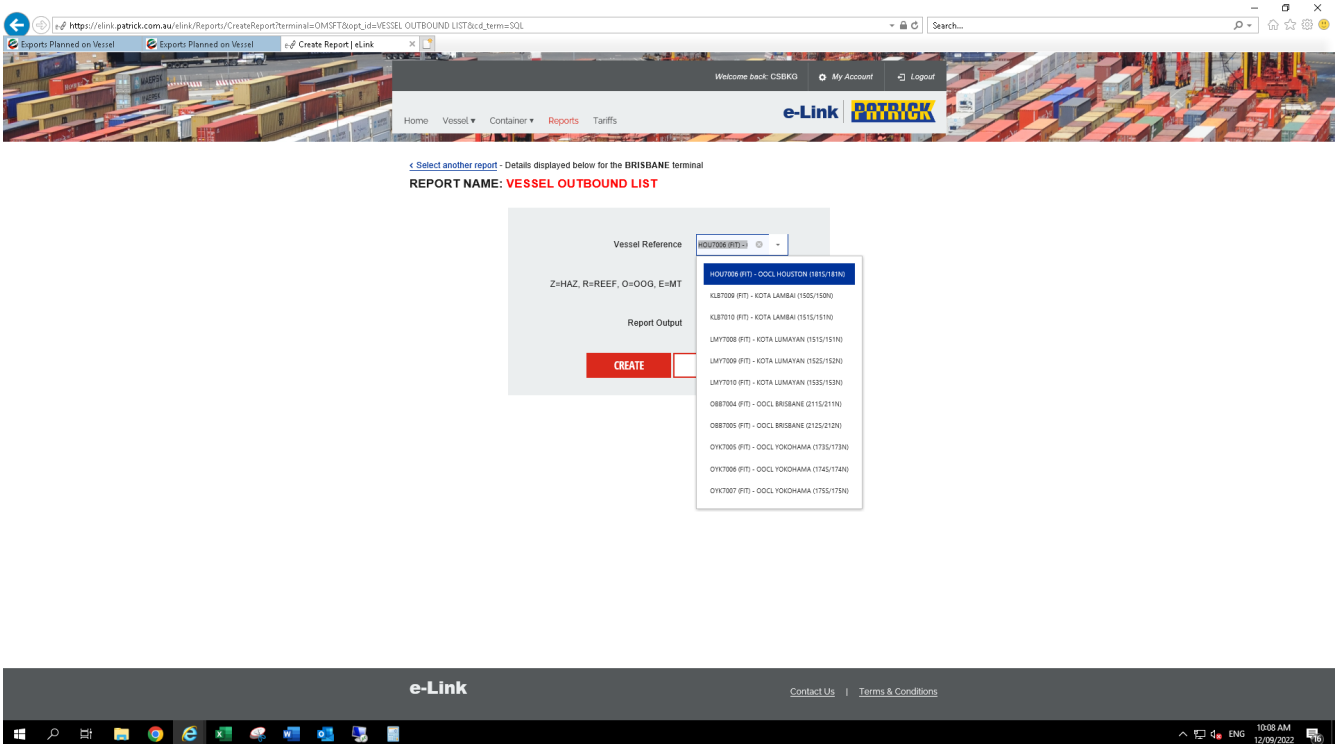 https://elink.patrick.com.au/elink/Reports/CreateReport?terminal=OMSFT&opt_id=VESSEL OUTBOUND LIST&cd_term=SQL
Search...
Exports Planned on Vessel
Exports Planned on Vessel
Create Report | eLink
Welcome back: CSBKG
My Account
Logout
e-Link PATRICK
Home Vessel Container Reports Tariffs
‹ Select another report - Details displayed below for the BRISBANE terminal
REPORT NAME: VESSEL OUTBOUND LIST
Vessel Reference
HOU7006 (FIT) -
Z=HAZ, R=REEF, O=OOG, E=MT
Report Output
CREATE
HOU7006 (FIT) - OOCL HOUSTON (181S/181N)
KLB7009 (FIT) - KOTA LAMBAI (150S/150N)
KLB7010 (FIT) - KOTA LAMBAI (151S/151N)
LMY7008 (FIT) - KOTA LUMAYAN (151S/151N)
LMY7009 (FIT) - KOTA LUMAYAN (152S/152N)
LMY7010 (FIT) - KOTA LUMAYAN (153S/153N)
OBB7004 (FIT) - OOCL BRISBANE (211S/211N)
OBB7005 (FIT) - OOCL BRISBANE (212S/212N)
OYK7005 (FIT) - OOCL YOKOHAMA (173S/173N)
OYK7006 (FIT) - OOCL YOKOHAMA (174S/174N)
OYK7007 (FIT) - OOCL YOKOHAMA (175S/175N)
e-Link
Contact Us | Terms & Conditions
ENG
10:08 AM
12/09/2022
16